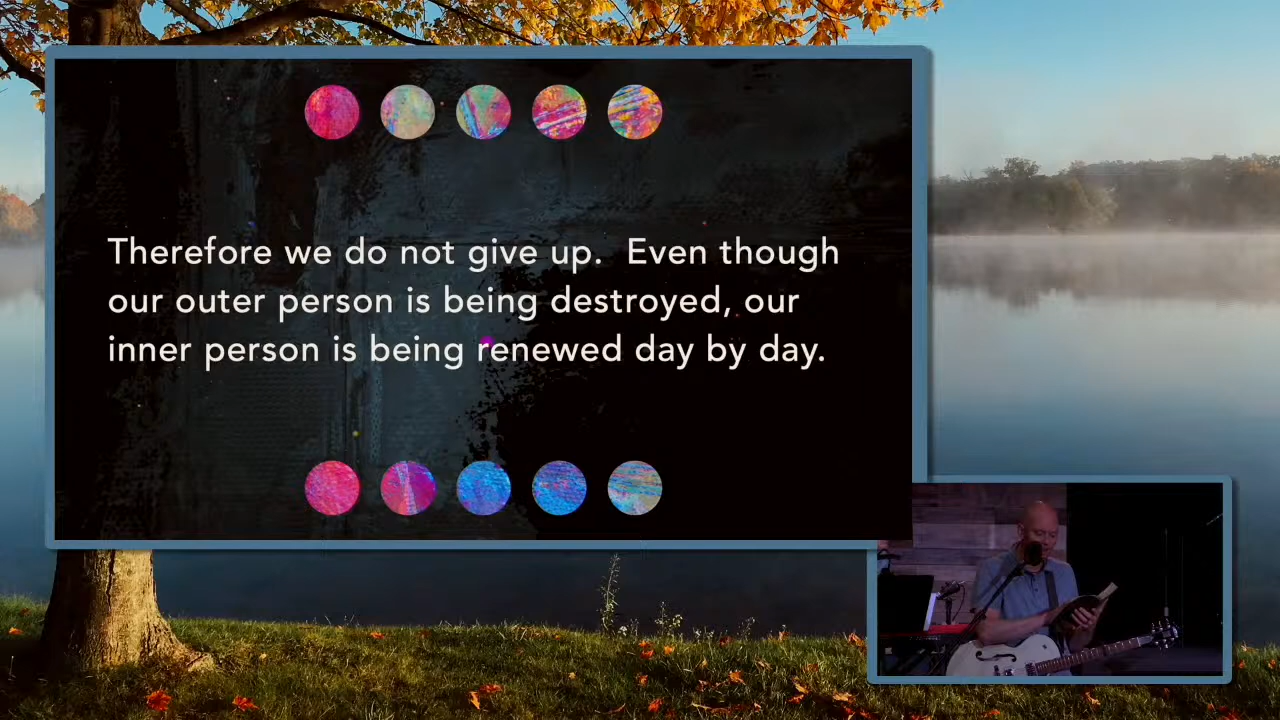 Therefore we do not give up.  Even though
our outer person is being destroyed, our
inner person is being renewed day by day.